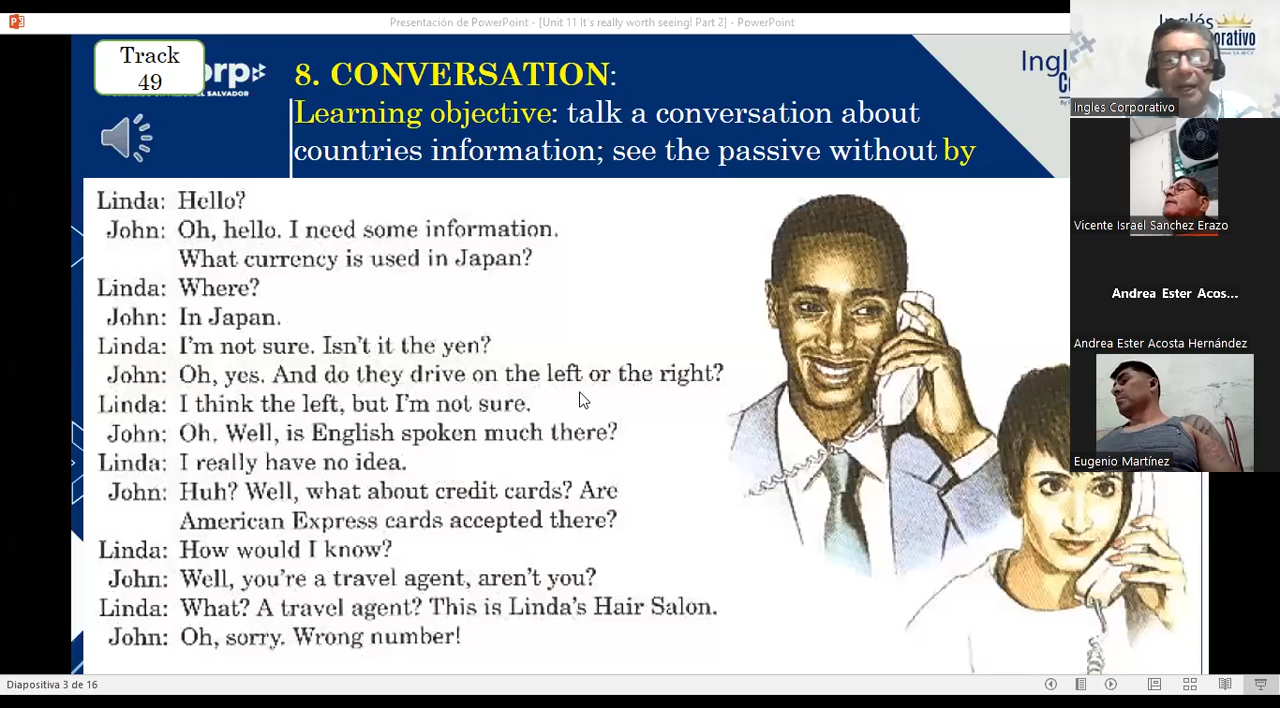 Presentación de PowerPoint - [Unit 11 It's really worth seeing! Part 2] - PowerPoint
Track
49
8. CONVERSATION:
Learning objective: talk a conversation about
countries information; see the passive without by
Linda: Hello?
John: Oh, hello. I need some information.
What currency is used in Japan?
Linda: Where?
John: In Japan.
Linda: I'm not sure. Isn't it the yen?
John: Oh, yes. And do they drive on the left or the right?
Linda: I think the left, but I'm not sure.
John: Oh. Well, is English spoken much there?
Linda: I really have no idea.
John: Huh? Well, what about credit cards? Are
American Express cards accepted there?
Linda: How would I know?
John: Well, you're a travel agent, aren't you?
Linda: What? A travel agent? This is Linda's Hair Salon.
John: Oh, sorry. Wrong number!
Diapositiva 3 de 16
Inglés
Ingles Corporativo
Vicente Israel Sanchez Erazo
Andrea Ester Acos...
Andrea Ester Acosta Hernández
Eugenio Martínez